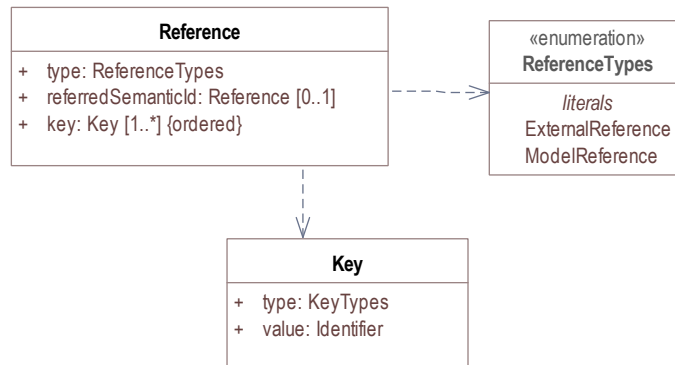 Reference
+ type: ReferenceTypes
+ referredSemanticId: Reference [0..1]
+ key: Key [1..*] {ordered}
«enumeration»
ReferenceTypes
literals
ExternalReference
ModelReference
Key
+ type: KeyTypes
+ value: Identifier